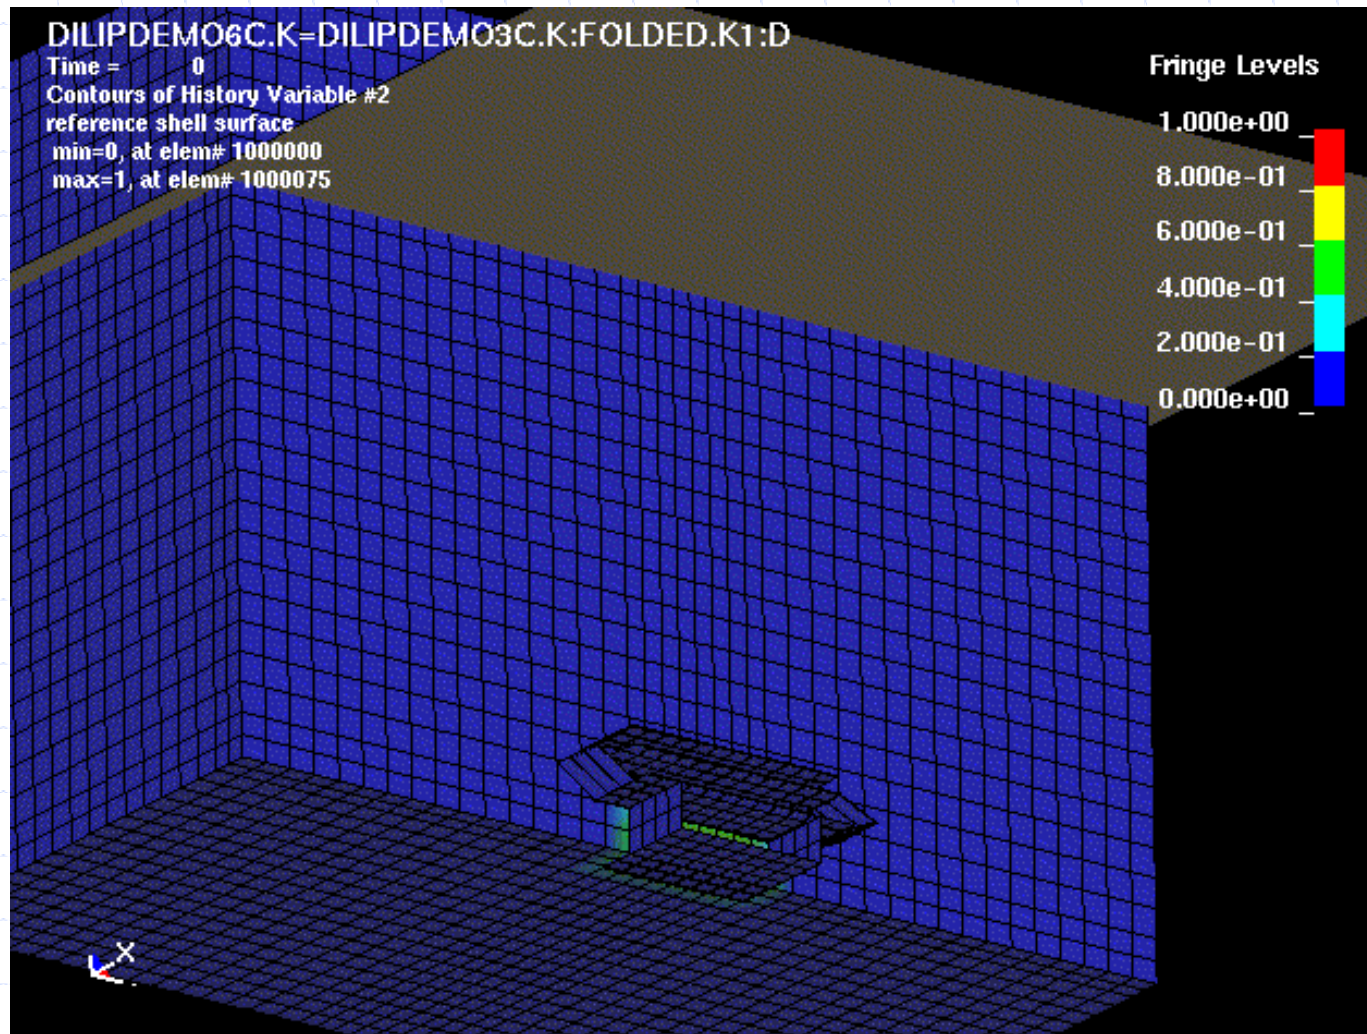 DILIPDEMO6C.K=DILIPDEMO3C.K:FOLDED.K1:D
Time = 0
Contours of History Variable #2
reference shell surface
min=0, at elem# 1000000
max=1, at elem# 1000075
Fringe Levels
1.000e+00
8.000e-01
6.000e-01
4.000e-01
2.000e-01
0.000e+00
X